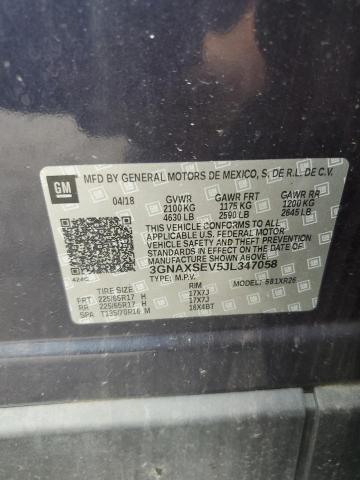 MFD BY GENERAL MOTORS DE MEXICO, S. DE R.L. DE C.V.
GM
04/18 GVWR GAWR FRT GAWR RR
2100 KG 1175 KG 1200 KG
4630 LB 2590 LB 2645 LB
THIS VEHICLE CONFORMS TO ALL APPLICABLE U.S. FEDERAL MOTOR VEHICLE SAFETY, BUMPER, AND THEFT PREVENTION
STANDARDS IN EFFECT ON THE DATE OF MANUFACTURE SHOWN ABOVE.
3GNAXSEV5JL347058
TYPE: M.P.V. MODEL: 5B1XR26
TIRE SIZE RIM
FRT 225/65R17 H 17X7J
RR 225/65R17 H 17X7J
SPA T135/70R16 M 16X4BT